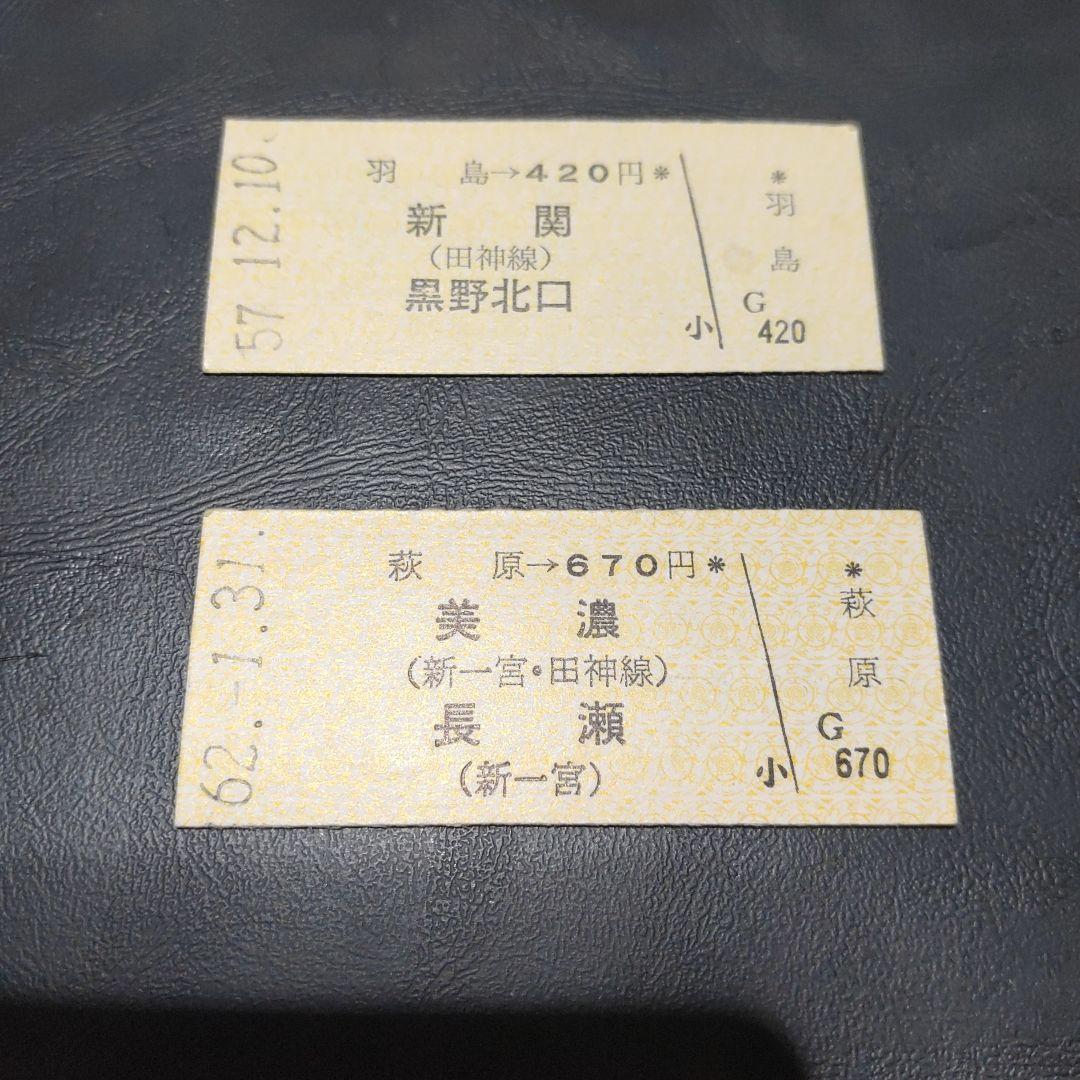 57.12.10.
羽島→420円*
新関
(田神線)
黒野北口
小
*
羽島
G
420
62.-1.31.
萩原→670円*
美濃
(新一宮・田神線)
長瀬
(新一宮)
小
*
萩原
G
670